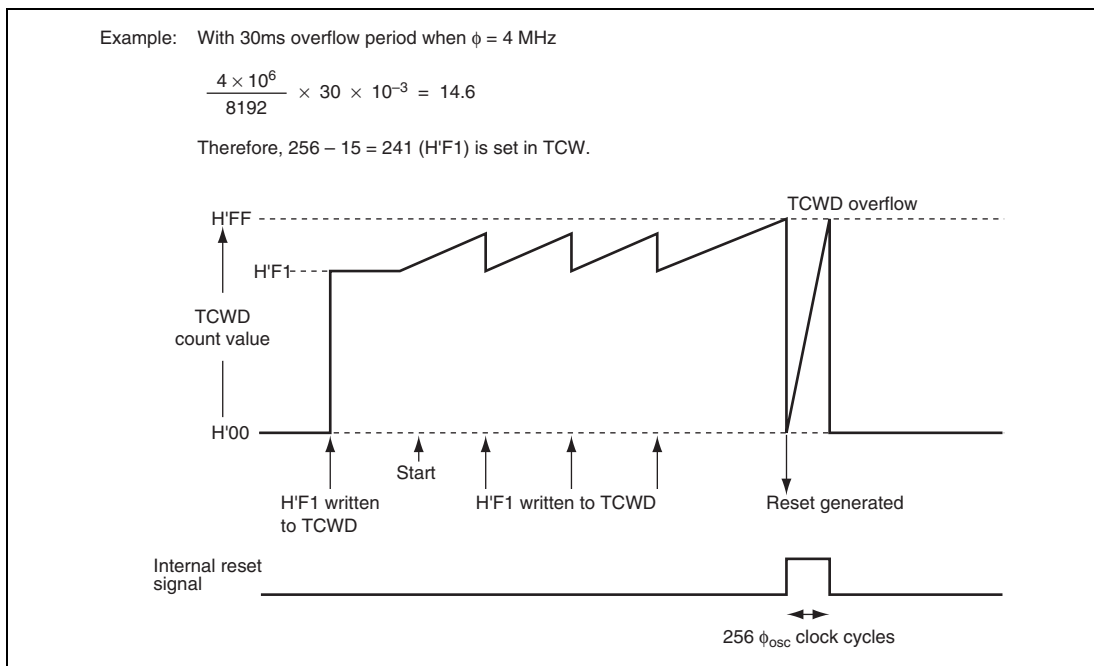 Example: With 30ms overflow period when ϕ = 4 MHz
4 × 10⁶
8192
× 30 × 10⁻³ = 14.6
Therefore, 256 – 15 = 241 (H'F1) is set in TCW.
TCWD overflow
H'FF
H'F1
TCWD
count value
H'00
Start
H'F1 written
to TCWD
H'F1 written to TCWD
Reset generated
Internal reset
signal
256 ϕosc clock cycles